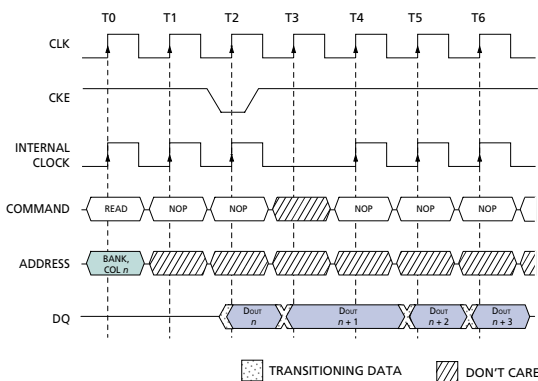 T0 T1 T2 T3 T4 T5 T6
CLK
CKE
INTERNAL
CLOCK
COMMAND READ NOP NOP NOP NOP NOP
ADDRESS BANK,
COL n
DQ DOUT DOUT DOUT DOUT
n n + 1 n + 2 n + 3
TRANSITIONING DATA DON'T CARE